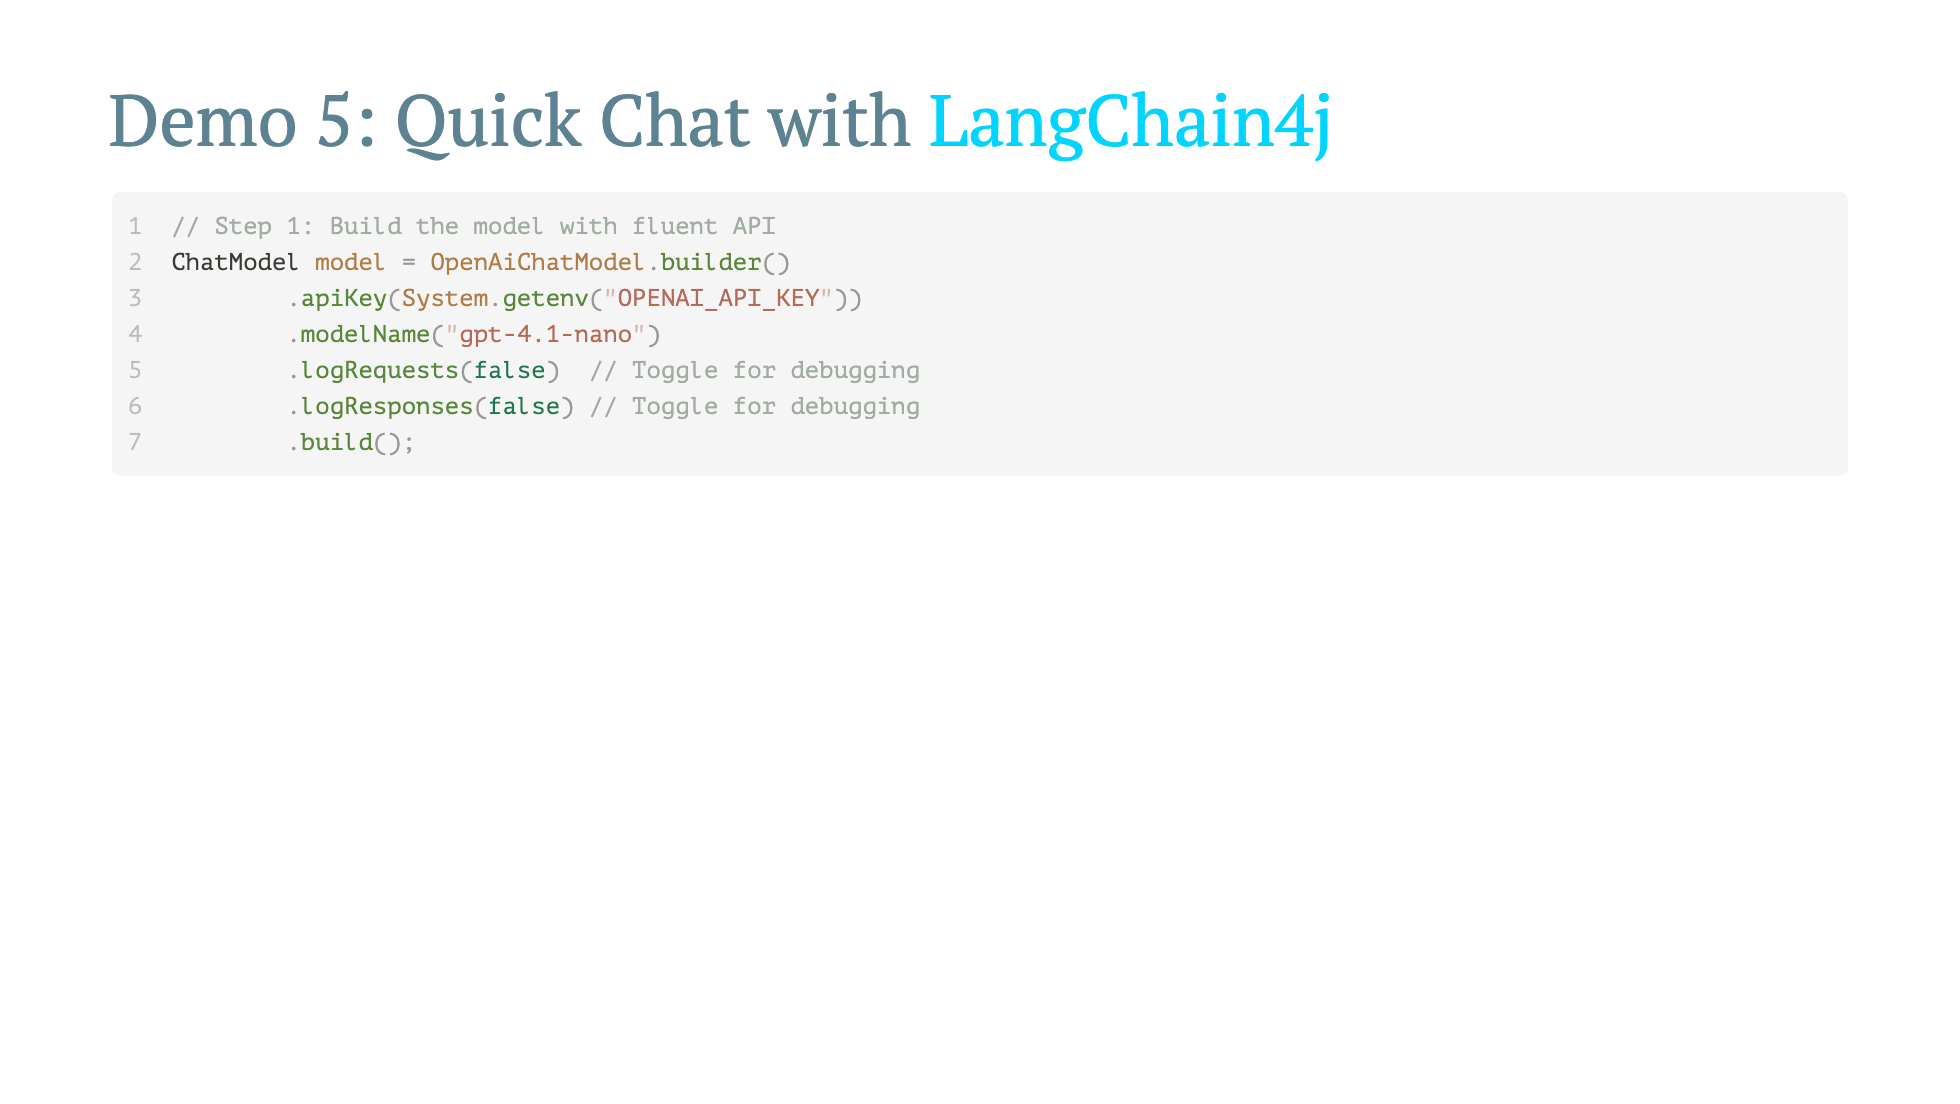 Demo 5: Quick Chat with LangChain4j
1 // Step 1: Build the model with fluent API
2 ChatModel model = OpenAiChatModel.builder()
3         .apiKey(System.getenv("OPENAI_API_KEY"))
4         .modelName("gpt-4.1-nano")
5         .logRequests(false)  // Toggle for debugging
6         .logResponses(false) // Toggle for debugging
7         .build();